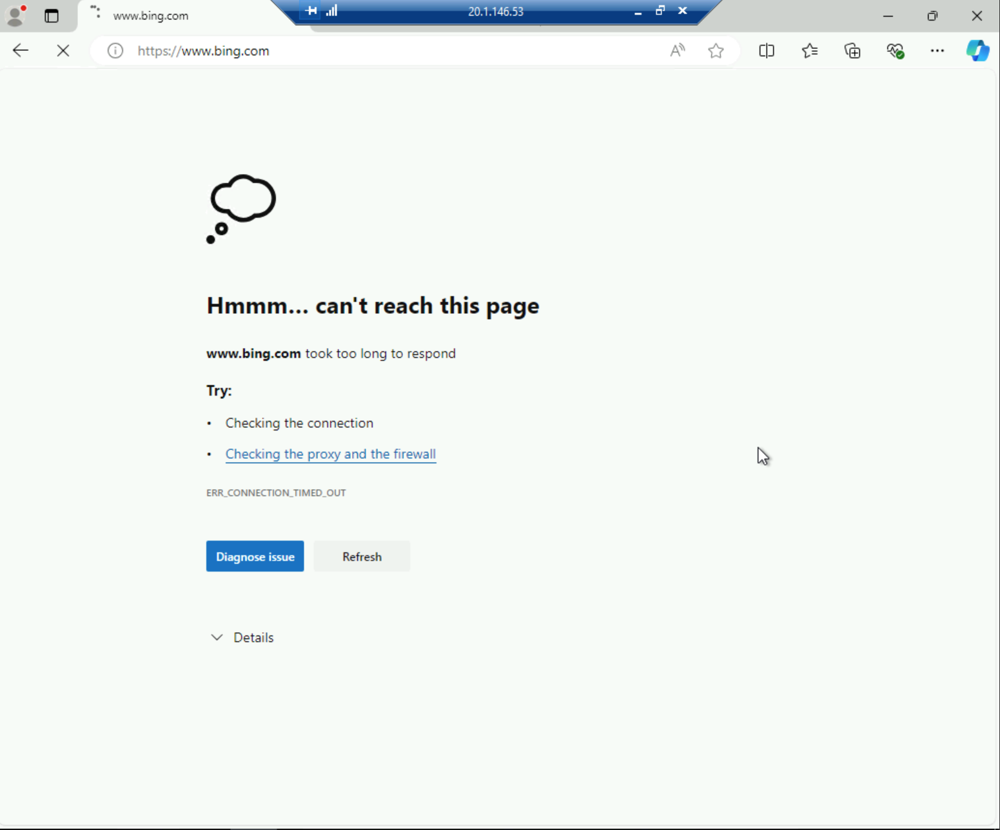 www.bing.com
20.1.146.53
https://www.bing.com
Hmmm... can't reach this page
www.bing.com took too long to respond
Try:
• Checking the connection
• Checking the proxy and the firewall
ERR_CONNECTION_TIMED_OUT
Diagnose issue
Refresh
Details